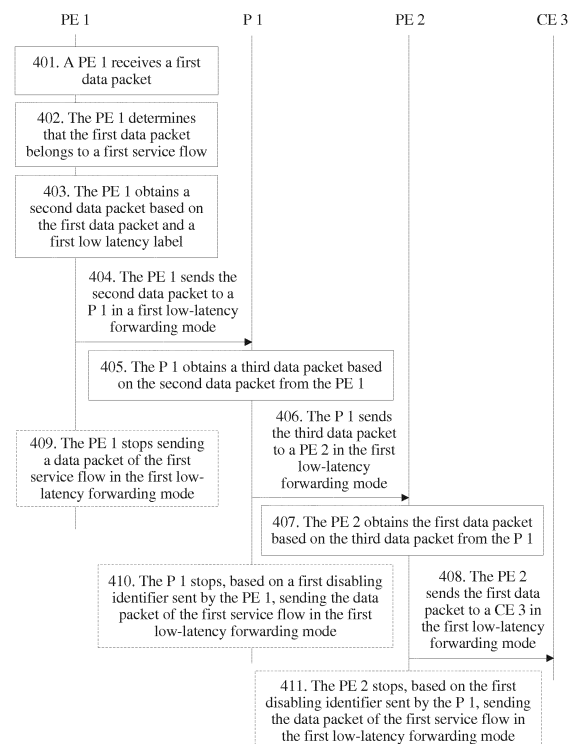 PE 1
P 1
PE 2
CE 3
401. A PE 1 receives a first
data packet
402. The PE 1 determines
that the first data packet
belongs to a first service flow
403. The PE 1 obtains a
second data packet based on
the first data packet and a
first low latency label
404. The PE 1 sends the
second data packet to a
P 1 in a first low-latency
forwarding mode
405. The P 1 obtains a third data packet based
on the second data packet from the PE 1
406. The P 1 sends
the third data packet
to a PE 2 in the first
low-latency
forwarding mode
409. The PE 1 stops sending
a data packet of the first
service flow in the first low-
latency forwarding mode
407. The PE 2 obtains the first data packet
based on the third data packet from the P 1
410. The P 1 stops, based on a first disabling
identifier sent by the PE 1, sending the data
packet of the first service flow in the first
low-latency forwarding mode
408. The PE 2
sends the first data
packet to a CE 3 in
the first low-latency
forwarding mode
411. The PE 2 stops, based on the first
disabling identifier sent by the P 1, sending
the data packet of the first service flow in
the first low-latency forwarding mode